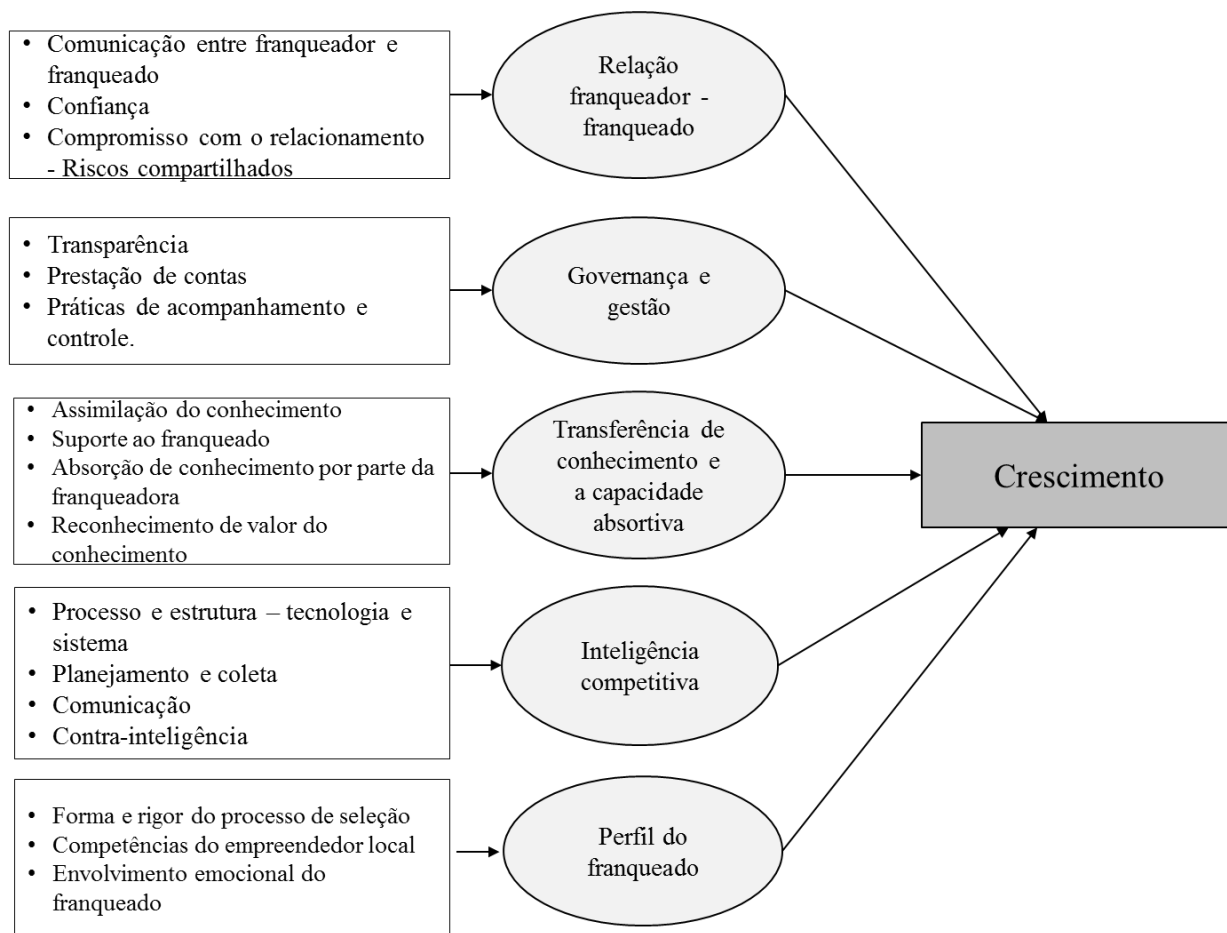 • Comunicação entre franqueador e
franqueado
• Confiança
• Compromisso com o relacionamento
- Riscos compartilhados
Relação
franqueador -
franqueado
• Transparência
• Prestação de contas
• Práticas de acompanhamento e
controle.
Governança e
gestão
• Assimilação do conhecimento
• Suporte ao franqueado
• Absorção de conhecimento por parte da
franqueadora
• Reconhecimento de valor do
conhecimento
Transferência de
conhecimento e
a capacidade
absortiva
Crescimento
• Processo e estrutura – tecnologia e
sistema
• Planejamento e coleta
• Comunicação
• Contra-inteligência
Inteligência
competitiva
• Forma e rigor do processo de seleção
• Competências do empreendedor local
• Envolvimento emocional do
franqueado
Perfil do
franqueado